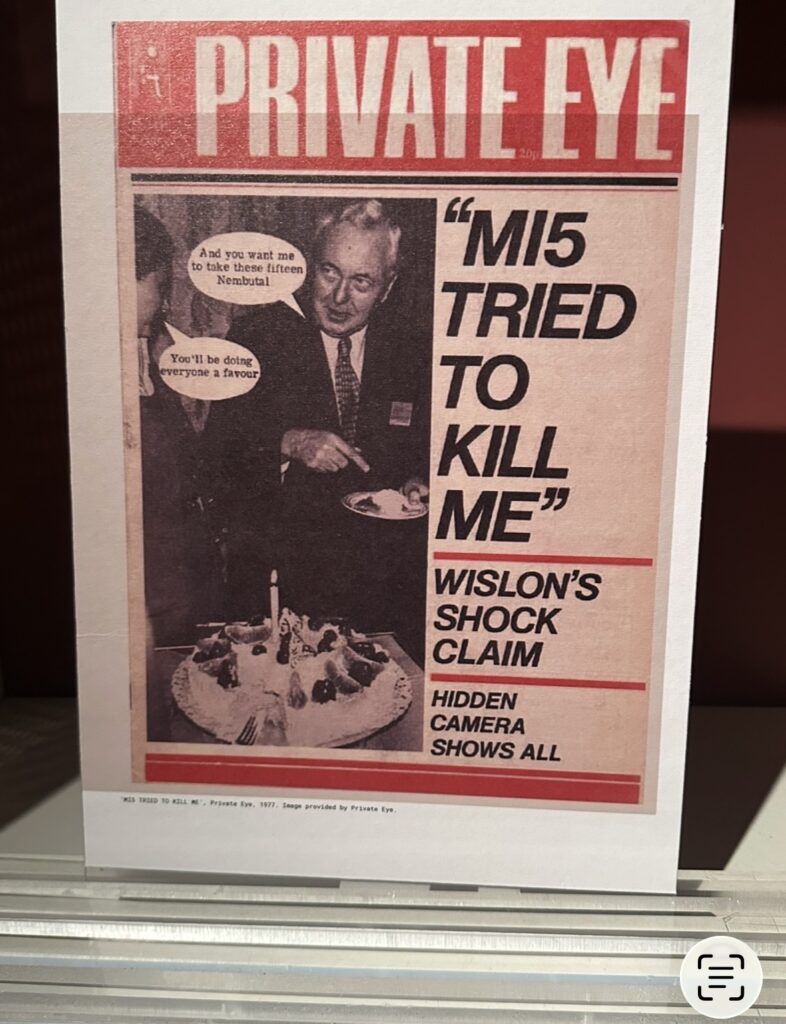 PRIVATE EYE
20p
"MI5
TRIED
TO
KILL
ME"
And you want me
to take these fifteen
Nembutal
You'll be doing
everyone a favour
WISLON'S
SHOCK
CLAIM
HIDDEN
CAMERA
SHOWS ALL
'MI5 TRIED TO KILL ME', Private Eye, 1977. Image provided by Private Eye.